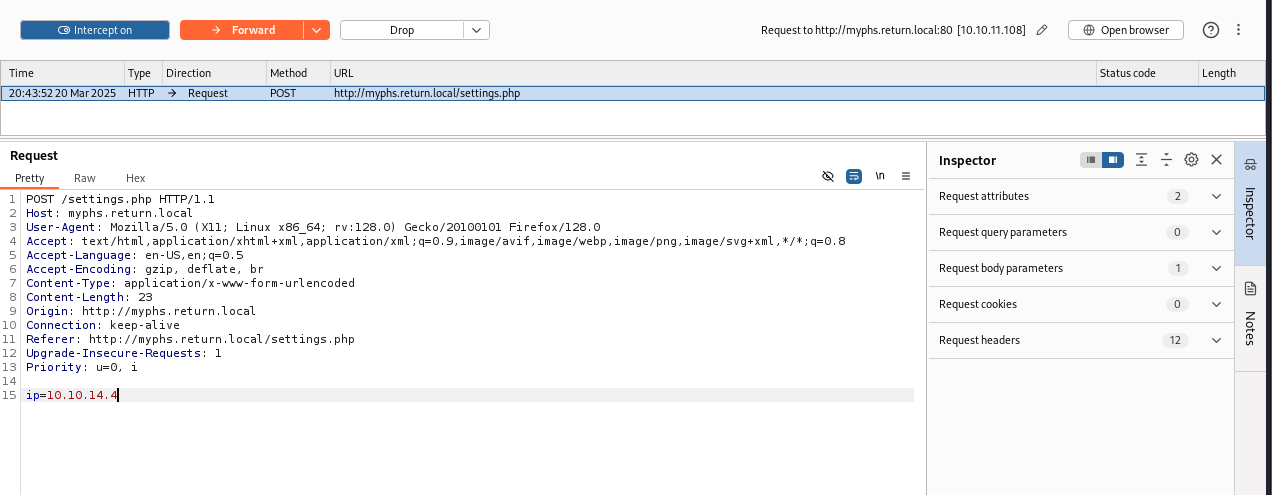 Intercept on Forward Drop Request to http://myphs.return.local:80 [10.10.11.108] Open browser
Time Type Direction Method URL Status code Length
20:43:52 20 Mar 2025 HTTP → Request POST http://myphs.return.local/settings.php
Request
Pretty Raw Hex \n
1 POST /settings.php HTTP/1.1
2 Host: myphs.return.local
3 User-Agent: Mozilla/5.0 (X11; Linux x86_64; rv:128.0) Gecko/20100101 Firefox/128.0
4 Accept: text/html,application/xhtml+xml,application/xml;q=0.9,image/avif,image/webp,image/png,image/svg+xml,*/*;q=0.8
5 Accept-Language: en-US,en;q=0.5
6 Accept-Encoding: gzip, deflate, br
7 Content-Type: application/x-www-form-urlencoded
8 Content-Length: 23
9 Origin: http://myphs.return.local
10 Connection: keep-alive
11 Referer: http://myphs.return.local/settings.php
12 Upgrade-Insecure-Requests: 1
13 Priority: u=0, i
14
15 ip=10.10.14.4
Inspector
Request attributes 2
Request query parameters 0
Request body parameters 1
Request cookies 0
Request headers 12
Inspector
Notes